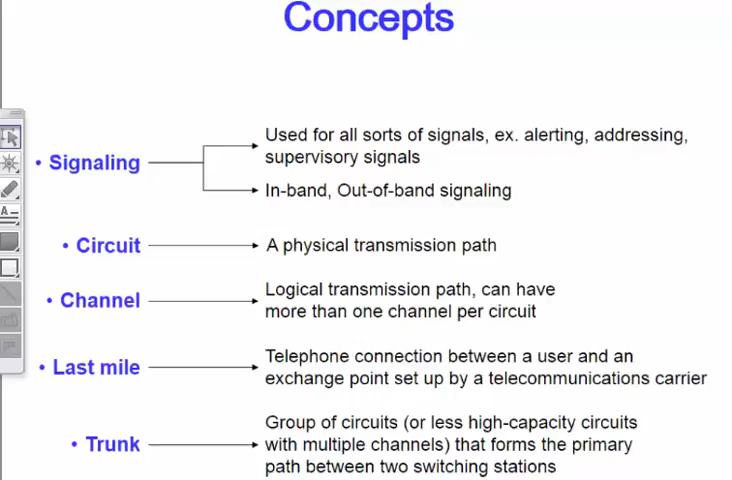 Concepts
• Signaling
Used for all sorts of signals, ex. alerting, addressing,
supervisory signals
In-band, Out-of-band signaling
• Circuit
A physical transmission path
• Channel
Logical transmission path, can have
more than one channel per circuit
• Last mile
Telephone connection between a user and an
exchange point set up by a telecommunications carrier
• Trunk
Group of circuits (or less high-capacity circuits
with multiple channels) that forms the primary
path between two switching stations
A